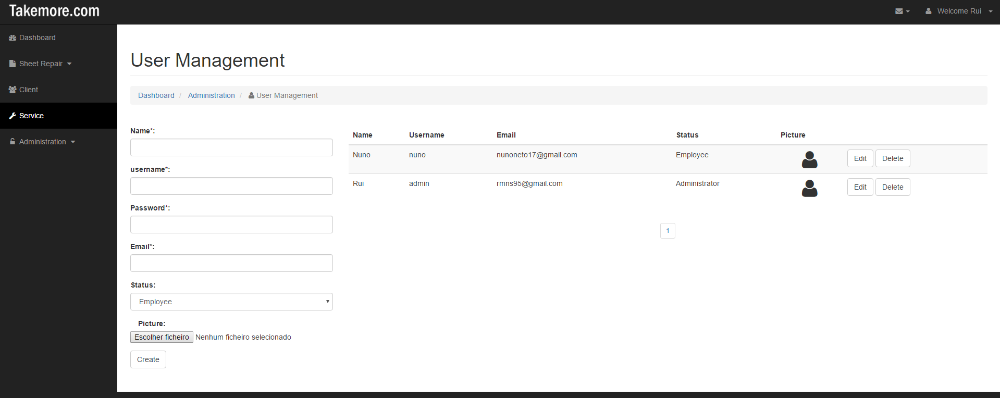 Takemore.com
Welcome Rui
Dashboard
Sheet Repair
Client
Service
Administration
User Management
Dashboard / Administration / User Management
Name*:
username*:
Password*:
Email*:
Status:
Employee
Picture:
Escolher ficheiro Nenhum ficheiro selecionado
Create
Name Username Email Status Picture
Nuno nuno nunoneto17@gmail.com Employee Edit Delete
Rui admin rmns95@gmail.com Administrator Edit Delete
1